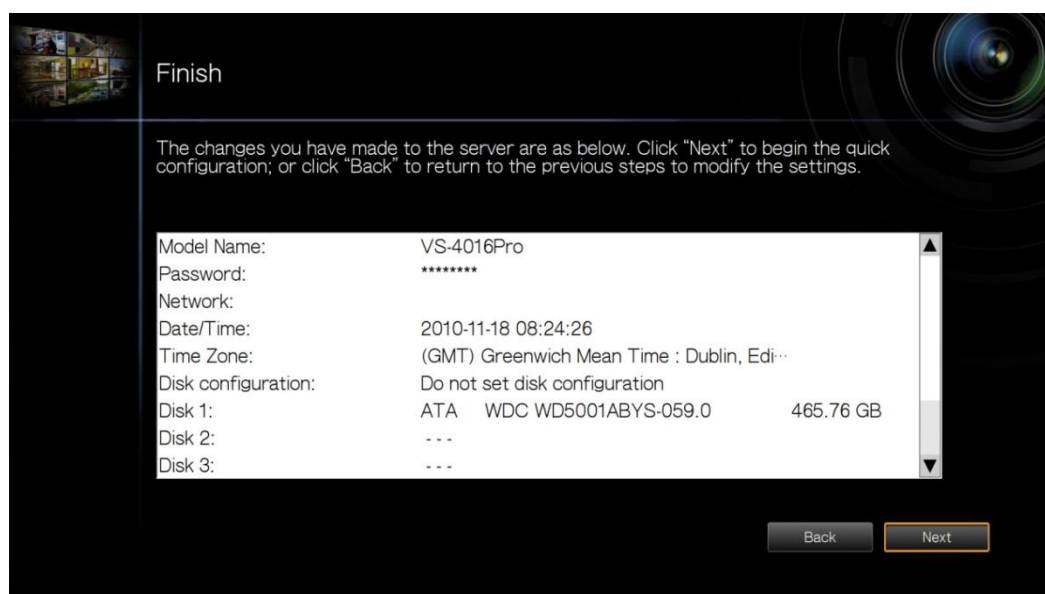 Finish
The changes you have made to the server are as below. Click “Next” to begin the quick
configuration; or click “Back” to return to the previous steps to modify the settings.
Model Name: VS-4016Pro
Password: ********
Network:
Date/Time: 2010-11-18 08:24:26
Time Zone: (GMT) Greenwich Mean Time : Dublin, Edi···
Disk configuration: Do not set disk configuration
Disk 1: ATA WDC WD5001ABYS-059.0 465.76 GB
Disk 2: ---
Disk 3: ---
Back Next